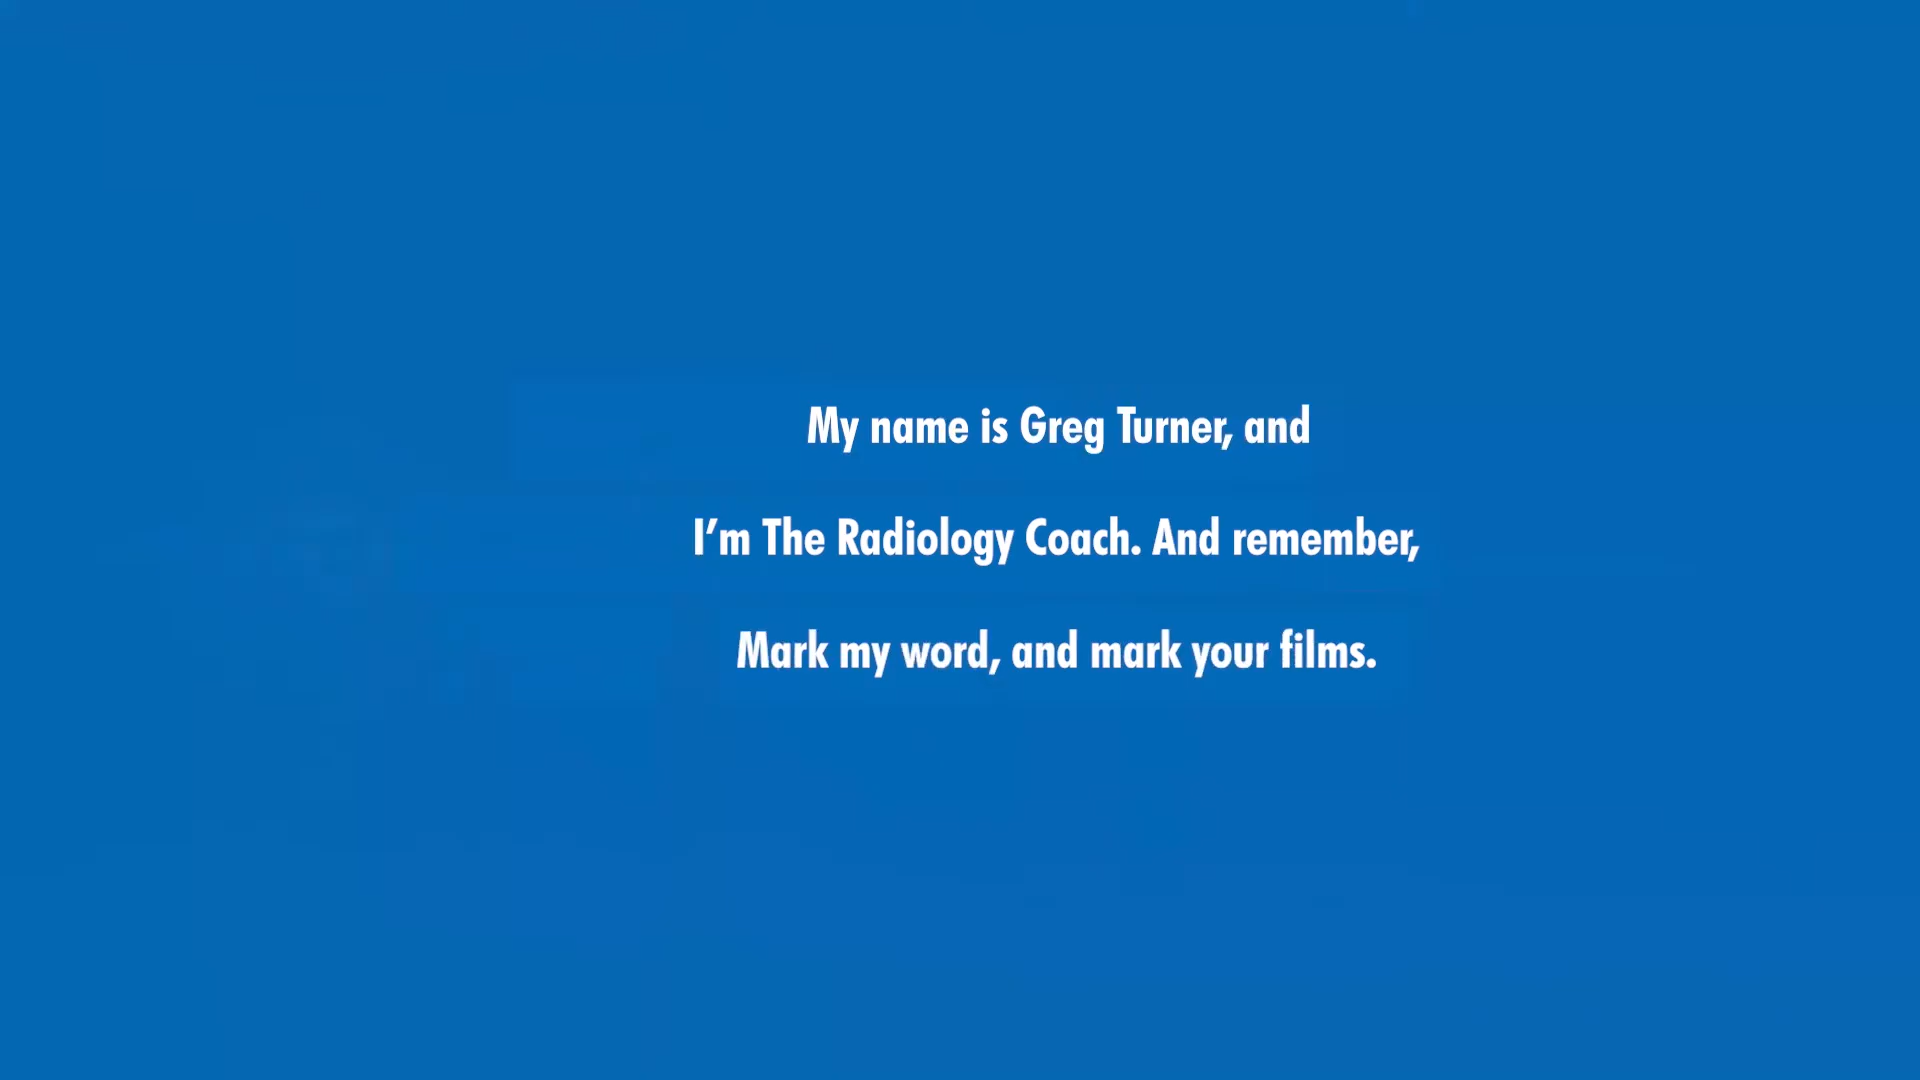 My name is Greg Turner, and
I’m The Radiology Coach. And remember,
Mark my word, and mark your films.